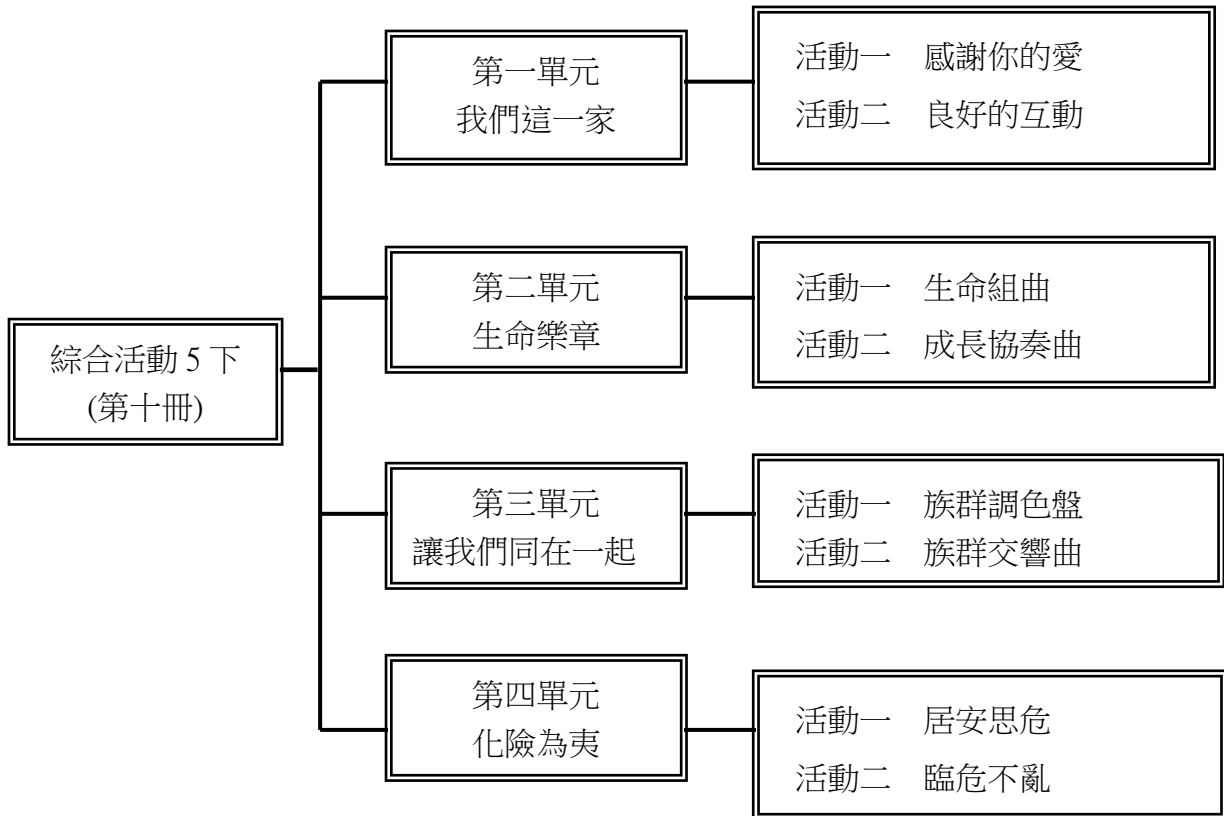 綜合活動 5 下
(第十冊)
第一單元
我們這一家
活動一　感謝你的愛
活動二　良好的互動
第二單元
生命樂章
活動一　生命組曲
活動二　成長協奏曲
第三單元
讓我們同在一起
活動一　族群調色盤
活動二　族群交響曲
第四單元
化險為夷
活動一　居安思危
活動二　臨危不亂